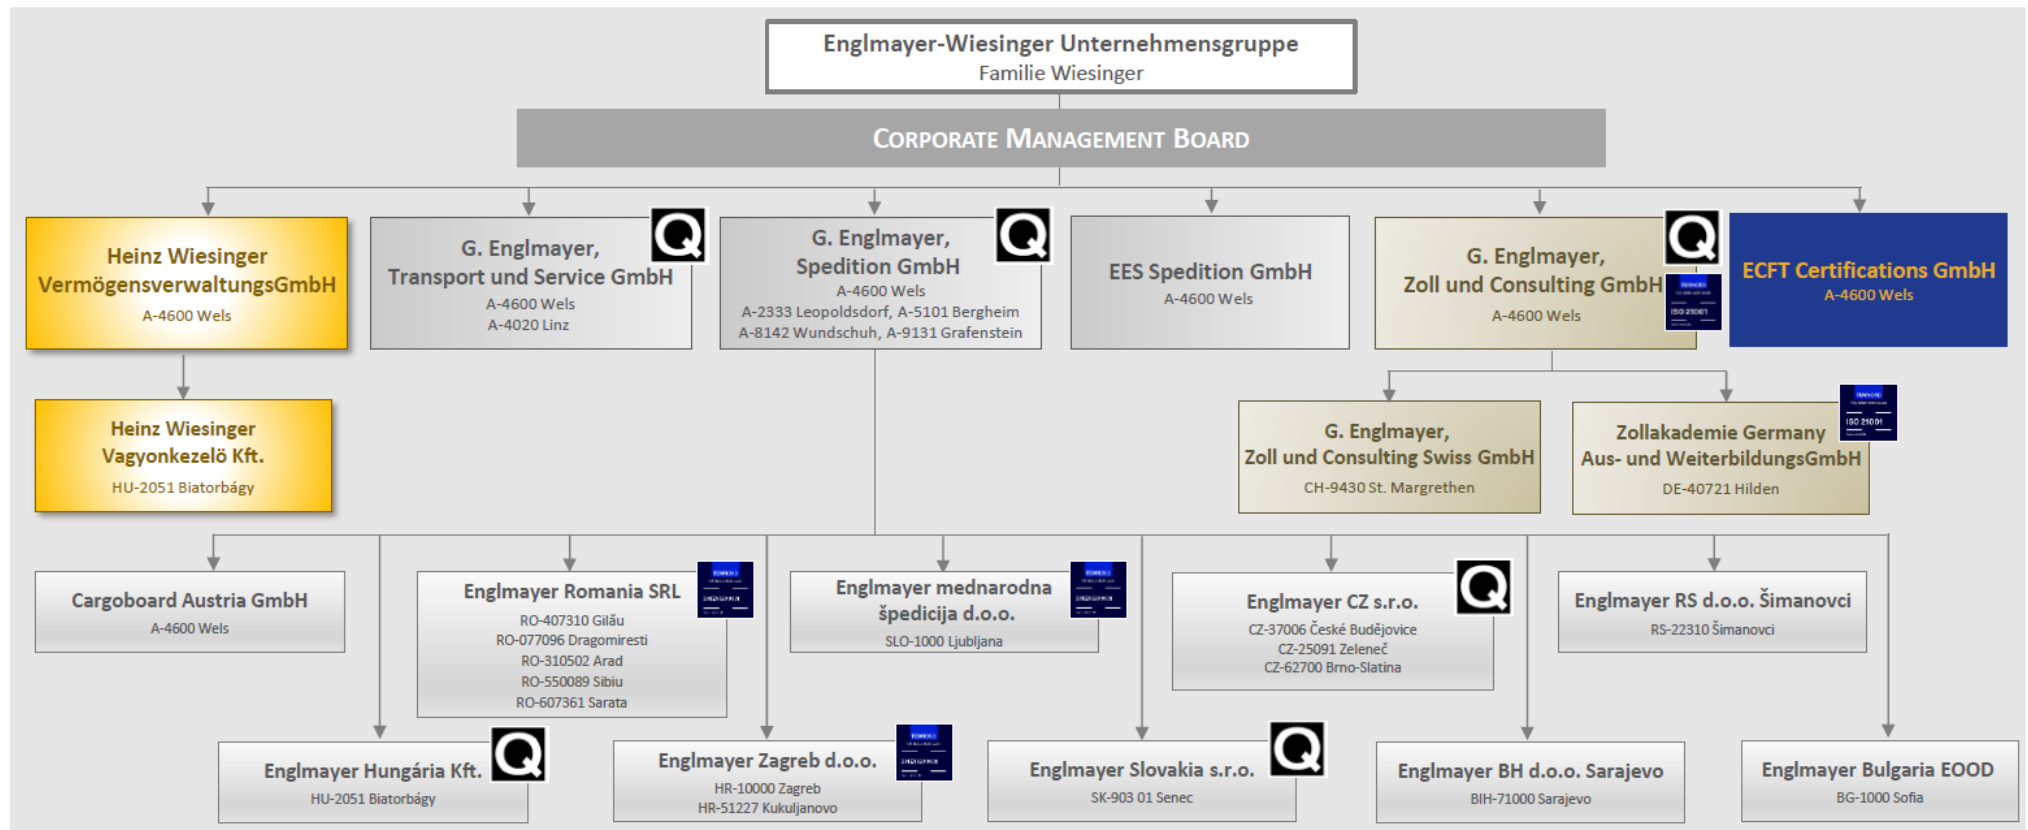 Englmayer-Wiesinger Unternehmensgruppe
Familie Wiesinger
CORPORATE MANAGEMENT BOARD
Heinz Wiesinger
VermögensverwaltungsGmbH
A-4600 Wels
G. Englmayer,
Transport und Service GmbH
A-4600 Wels
A-4020 Linz
Q
G. Englmayer,
Spedition GmbH
A-4600 Wels
A-2333 Leopoldsdorf, A-5101 Bergheim
A-8142 Wundschuh, A-9131 Grafenstein
Q
EES Spedition GmbH
A-4600 Wels
G. Englmayer,
Zoll und Consulting GmbH
A-4600 Wels
Q
ISO 21001
ECFT Certifications GmbH
A-4600 Wels
Heinz Wiesinger
Vagyonkezelö Kft.
HU-2051 Biatorbágy
G. Englmayer,
Zoll und Consulting Swiss GmbH
CH-9430 St. Margrethen
Zollakademie Germany
Aus- und WeiterbildungsGmbH
DE-40721 Hilden
ISO 21001
Cargoboard Austria GmbH
A-4600 Wels
Englmayer Romania SRL
RO-407310 Gilău
RO-077096 Dragomiresti
RO-310502 Arad
RO-550089 Sibiu
RO-607361 Sarata
Englmayer mednarodna
špedicija d.o.o.
SLO-1000 Ljubljana
Englmayer CZ s.r.o.
CZ-37006 České Budějovice
CZ-25091 Zeleneč
CZ-62700 Brno-Slatina
Q
Englmayer RS d.o.o. Šimanovci
RS-22310 Šimanovci
Englmayer Hungária Kft.
HU-2051 Biatorbágy
Q
Englmayer Zagreb d.o.o.
HR-10000 Zagreb
HR-51227 Kukuljanovo
Englmayer Slovakia s.r.o.
SK-903 01 Senec
Q
Englmayer BH d.o.o. Sarajevo
BIH-71000 Sarajevo
Englmayer Bulgaria EOOD
BG-1000 Sofia